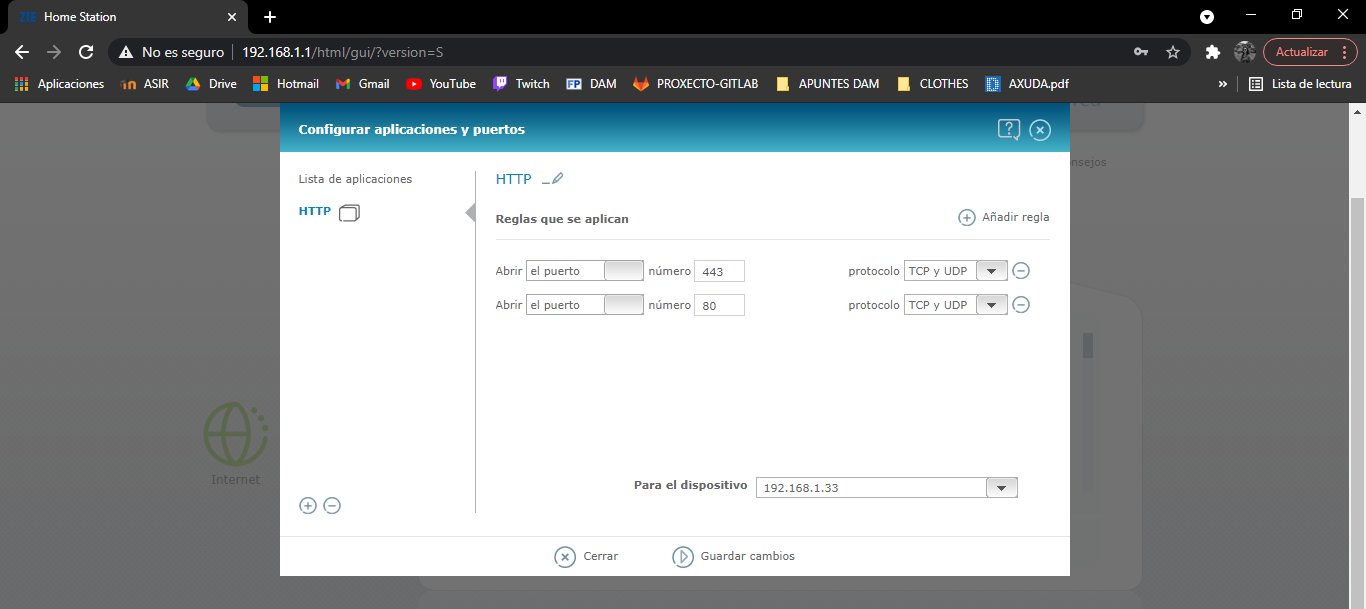 ZTE Home Station
No es seguro 192.168.1.1/html/gui/?version=S Actualizar
Aplicaciones ASIR Drive Hotmail Gmail YouTube Twitch FP DAM PROXECTO-GITLAB APUNTES DAM CLOTHES AXUDA.pdf » Lista de lectura
Configurar aplicaciones y puertos ?
nsejos
Lista de aplicaciones
HTTP
HTTP
Reglas que se aplican Añadir regla
Abrir el puerto número 443 protocolo TCP y UDP
Abrir el puerto número 80 protocolo TCP y UDP
Internet
Para el dispositivo 192.168.1.33
Cerrar Guardar cambios